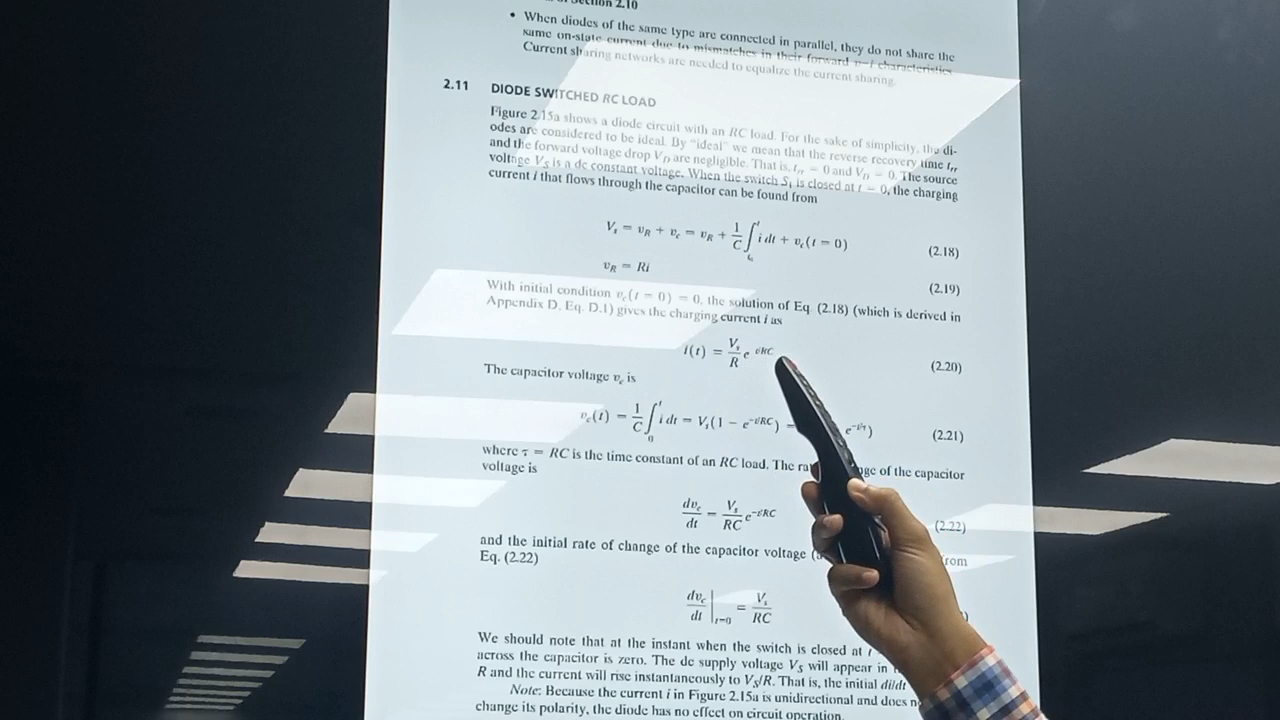 of Section 2.10
• When diodes of the same type are connected in parallel, they do not share the
same on-state current due to mismatches in their forward v–i characteristics.
Current sharing networks are needed to equalize the current sharing.
2.11 DIODE SWITCHED RC LOAD
Figure 2.15a shows a diode circuit with an RC load. For the sake of simplicity, the di-
odes are considered to be ideal. By "ideal" we mean that the reverse recovery time t_rr
and the forward voltage drop V_D are negligible. That is, t_rr = 0 and V_D = 0. The source
voltage V_S is a dc constant voltage. When the switch S_1 is closed at t = 0, the charging
current i that flows through the capacitor can be found from
V_s = v_R + v_c = v_R + 1/C ∫_{t_0}^{t} i dt + v_c(t = 0) (2.18)
v_R = Ri (2.19)
With initial condition v_c(t = 0) = 0, the solution of Eq. (2.18) (which is derived in
Appendix D, Eq. D.1) gives the charging current i as
i(t) = V_s/R e^{-t/RC} (2.20)
The capacitor voltage v_c is
v_c(t) = 1/C ∫_0^t i dt = V_s(1 − e^{-t/RC}) = e^{-t/τ}) (2.21)
where τ = RC is the time constant of an RC load. The ra ge of the capacitor
voltage is
dv_c/dt = V_s/RC e^{-t/RC} (2.22)
and the initial rate of change of the capacitor voltage ( from
Eq. (2.22)
dv_c/dt |_{t=0} = V_s/RC
We should note that at the instant when the switch is closed at t
across the capacitor is zero. The dc supply voltage V_S will appear in
R and the current will rise instantaneously to V_S/R. That is, the initial di/dt
Note: Because the current i in Figure 2.15a is unidirectional and does n
change its polarity, the diode has no effect on circuit operation.